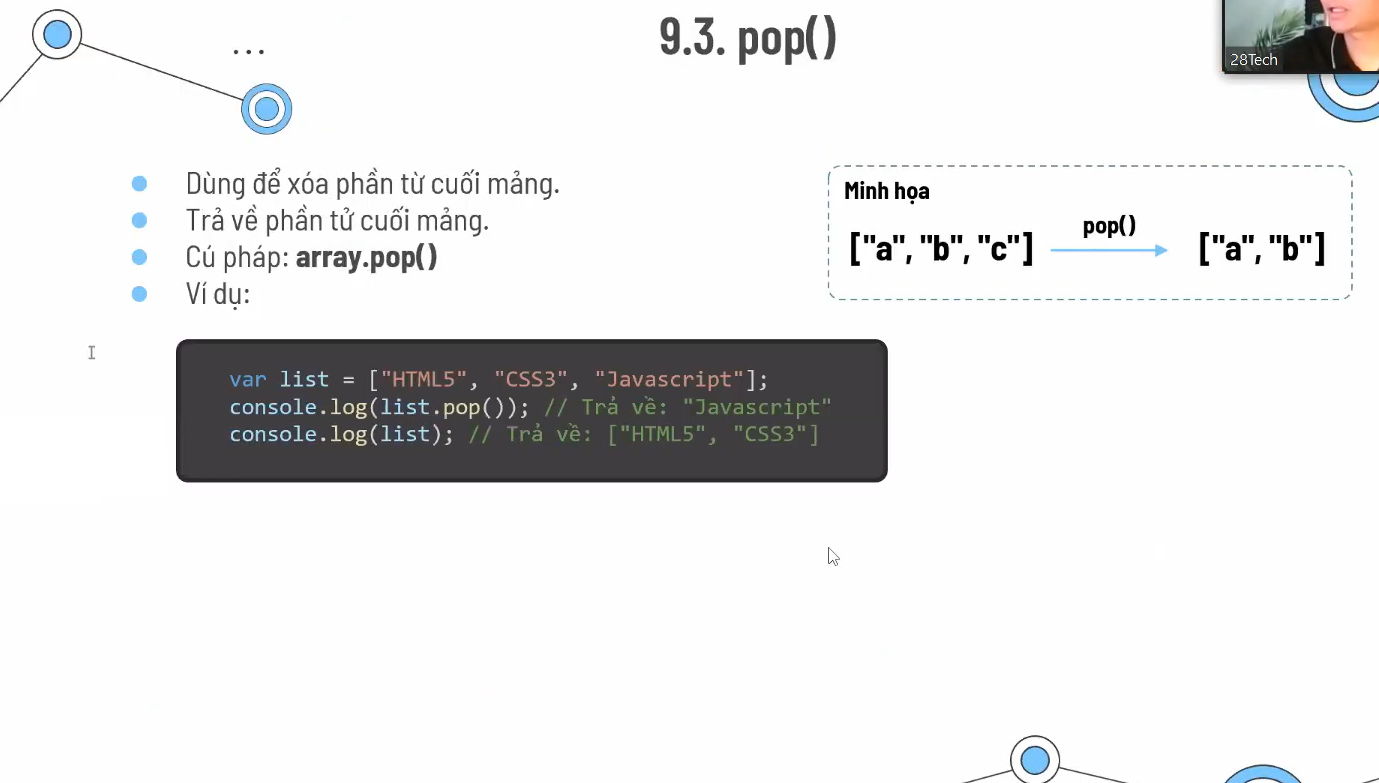 ...
9.3. pop()
28Tech
Dùng để xóa phần từ cuối mảng.
Trả về phần tử cuối mảng.
Cú pháp: array.pop()
Ví dụ:
Minh họa
pop()
["a", "b", "c"] ["a", "b"]
var list = ["HTML5", "CSS3", "Javascript"];
console.log(list.pop()); // Trả về: "Javascript"
console.log(list); // Trả về: ["HTML5", "CSS3"]